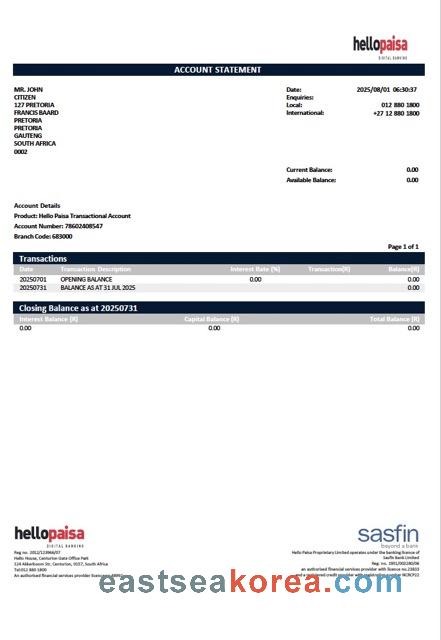 hellopaisa
DIGITAL BANKING
ACCOUNT STATEMENT
MR. JOHN
CITIZEN
127 PRETORIA
FRANCIS BAARD
PRETORIA
PRETORIA
GAUTENG
SOUTH AFRICA
0002
Date: 2025/08/01 06:30:37
Enquiries:
Local: 012 880 1800
International: +27 12 880 1800
Current Balance: 0.00
Available Balance: 0.00
Account Details
Product: Hello Paisa Transactional Account
Account Number: 78602408547
Branch Code: 683000
Page 1 of 1
Transactions
Date Transaction Description Interest Rate (%) Transaction(R) Balance(R)
20250701 OPENING BALANCE 0.00 0.00
20250731 BALANCE AS AT 31 JUL 2025 0.00
Closing Balance as at 20250731
Interest Balance (R) Capital Balance (R) Total Balance (R)
0.00 0.00 0.00
hellopaisa
DIGITAL BANKING
Reg no. 2012/123966/07
Hello House, Centurion Gate Office Park
124 Akkerboom St, Centurion, 0157, South Africa
Tel:012 880 1800
An authorised financial services provider
sasfin
beyond a bank
Hello Paisa Proprietary Limited operates under the banking licence of
Sasfin Bank Limited
Reg. no. 1951/002280/06
an authorised financial services provider with licence no.23833
and a registered credit provider with NCRCP22
eastseakorea.com